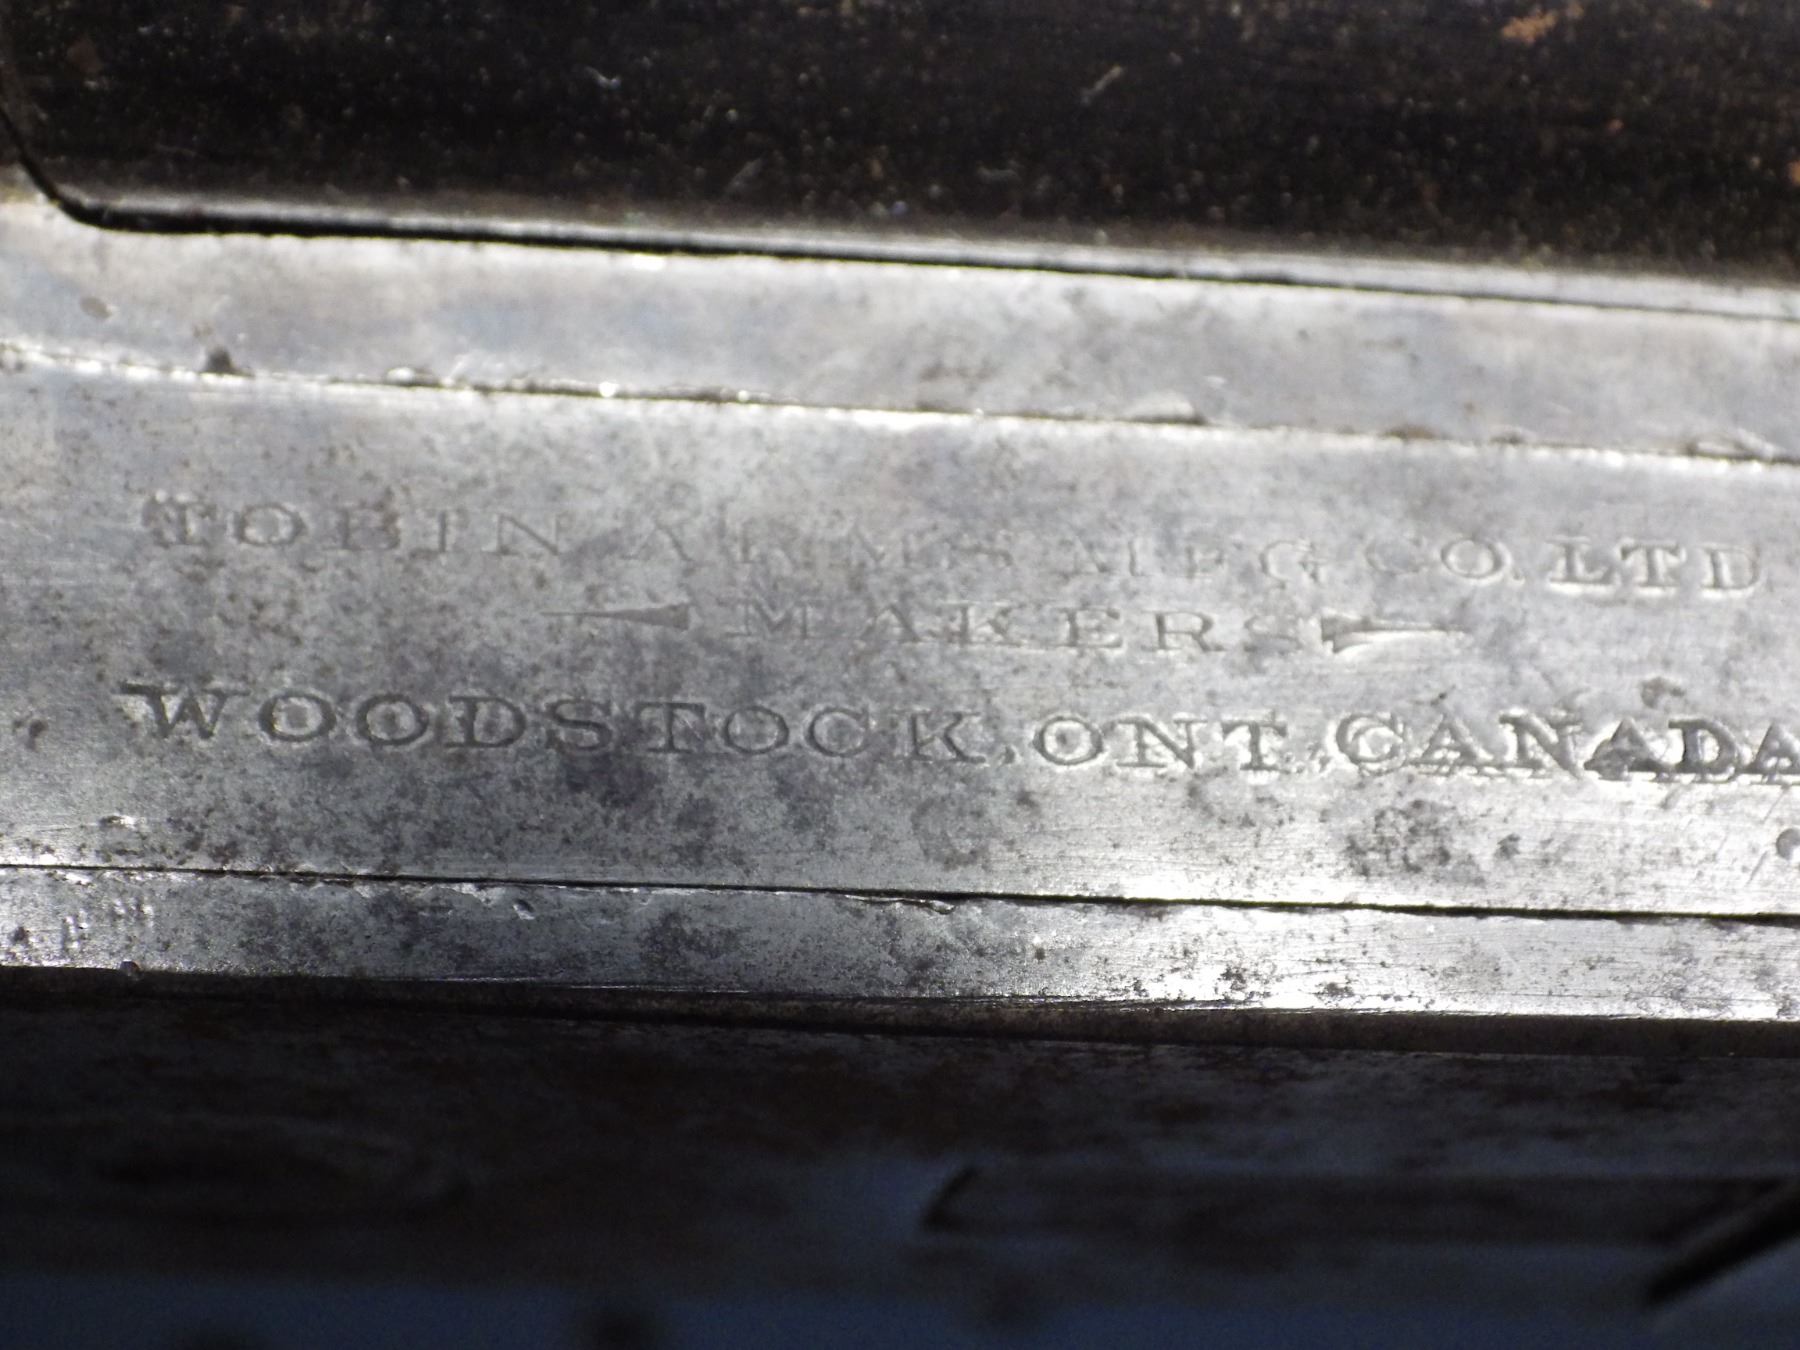 TOBIN ARMS MFG CO. LTD
MAKERS
WOODSTOCK, ONT., CANADA